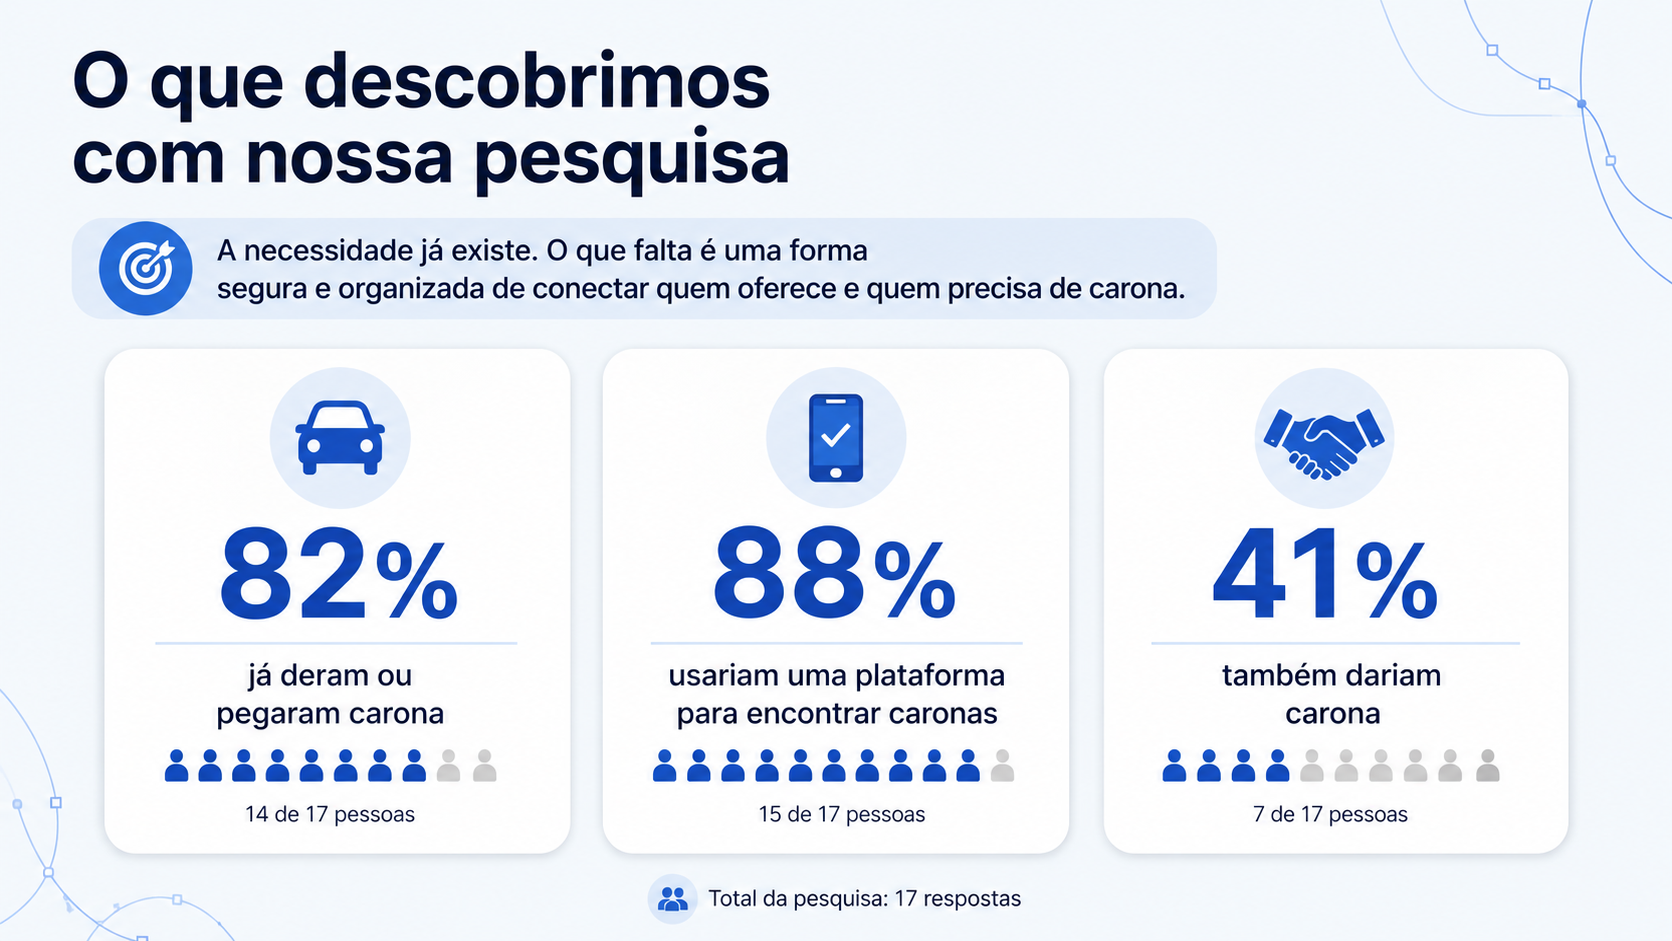 O que descobrimos
com nossa pesquisa
A necessidade já existe. O que falta é uma forma
segura e organizada de conectar quem oferece e quem precisa de carona.
82%
já deram ou
pegaram carona
14 de 17 pessoas
88%
usariam uma plataforma
para encontrar caronas
15 de 17 pessoas
41%
também dariam
carona
7 de 17 pessoas
Total da pesquisa: 17 respostas